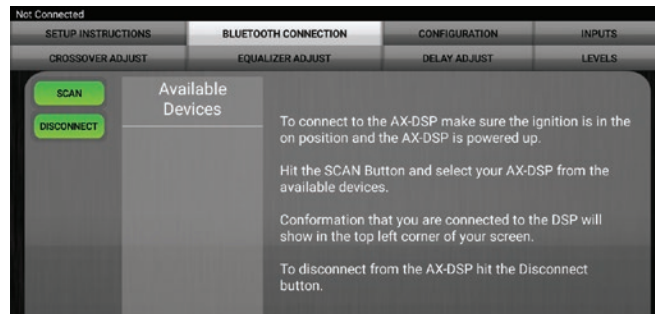 Not Connected
SETUP INSTRUCTIONS BLUETOOTH CONNECTION CONFIGURATION INPUTS
CROSSOVER ADJUST EQUALIZER ADJUST DELAY ADJUST LEVELS
SCAN
DISCONNECT
Available
Devices
To connect to the AX-DSP make sure the ignition is in the
on position and the AX-DSP is powered up.
Hit the SCAN Button and select your AX-DSP from the
available devices.
Conformation that you are connected to the DSP will
show in the top left corner of your screen.
To disconnect from the AX-DSP hit the Disconnect
button.